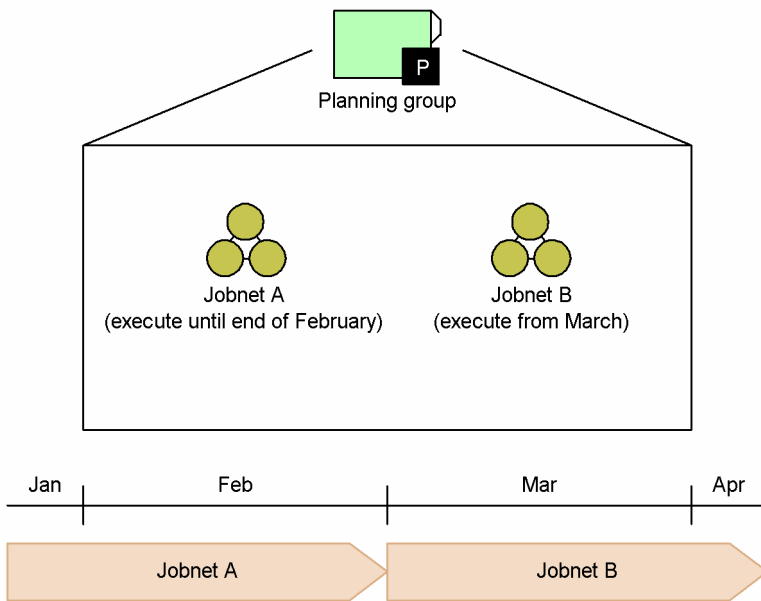 P
Planning group
Jobnet A
(execute until end of February)
Jobnet B
(execute from March)
Jan Feb Mar Apr
Jobnet A Jobnet B